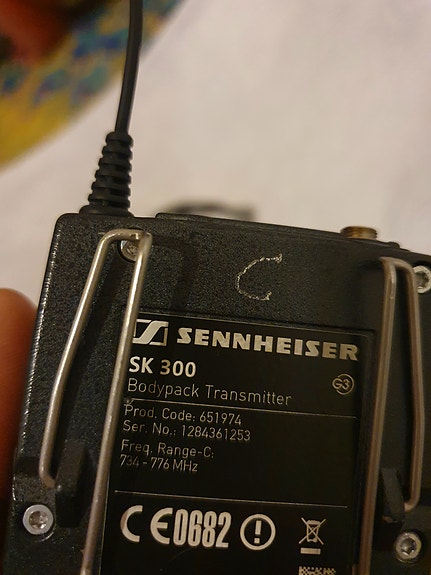 C
SENNHEISER
SK 300
G3
Bodypack Transmitter
Prod. Code: 651974
Ser. No.: 1284361253
Freq. Range-C:
734 - 776 MHz
CE0682